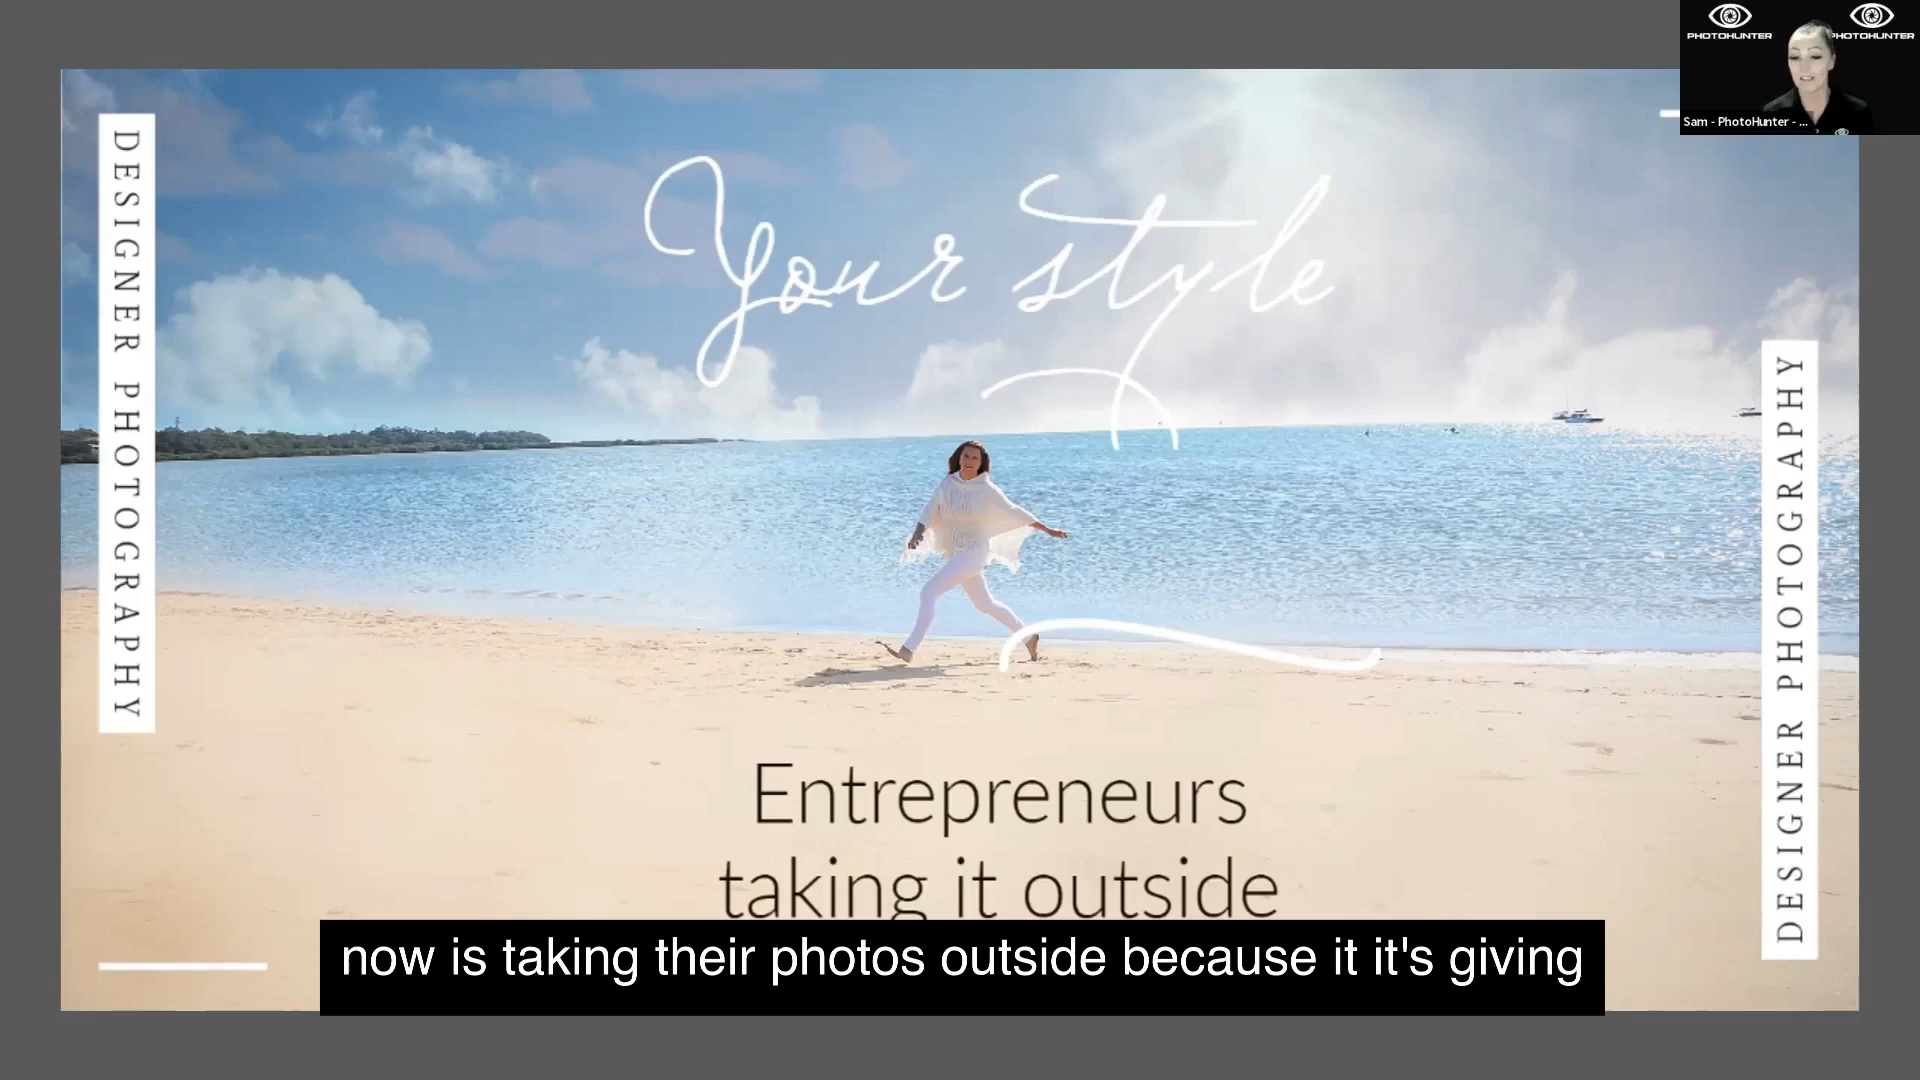 PHOTOHUNTER
PHOTOHUNTER
Sam - PhotoHunter - ...
DESIGNER PHOTOGRAPHY
Your style
DESIGNER PHOTOGRAPHY
Entrepreneurs
taking it outside
now is taking their photos outside because it it's giving